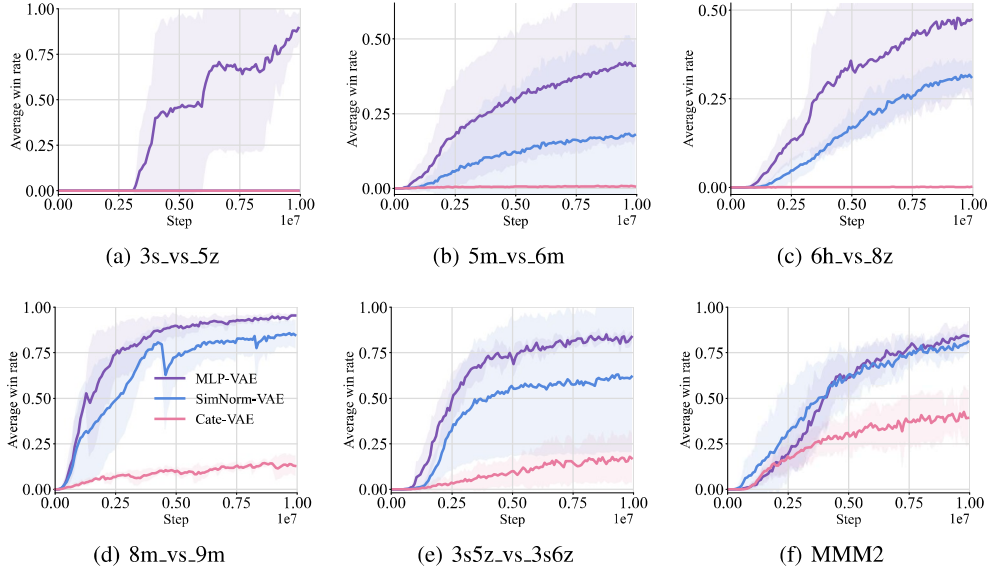 1.00
0.75
0.50
0.25
0.00
Average win rate
0.00 0.25 0.50 0.75 1.00
Step
1e7
(a) 3s_vs_5z
0.50
0.25
0.00
Average win rate
0.00 0.25 0.50 0.75 1.00
Step
1e7
(b) 5m_vs_6m
0.50
0.25
0.00
Average win rate
0.00 0.25 0.50 0.75 1.00
Step
1e7
(c) 6h_vs_8z
1.00
0.75
0.50
0.25
0.00
Average win rate
MLP-VAE
SimNorm-VAE
Cate-VAE
0.00 0.25 0.50 0.75 1.00
Step
1e7
(d) 8m_vs_9m
1.00
0.75
0.50
0.25
0.00
Average win rate
0.00 0.25 0.50 0.75 1.00
Step
1e7
(e) 3s5z_vs_3s6z
1.00
0.75
0.50
0.25
0.00
Average win rate
0.00 0.25 0.50 0.75 1.00
Step
1e7
(f) MMM2